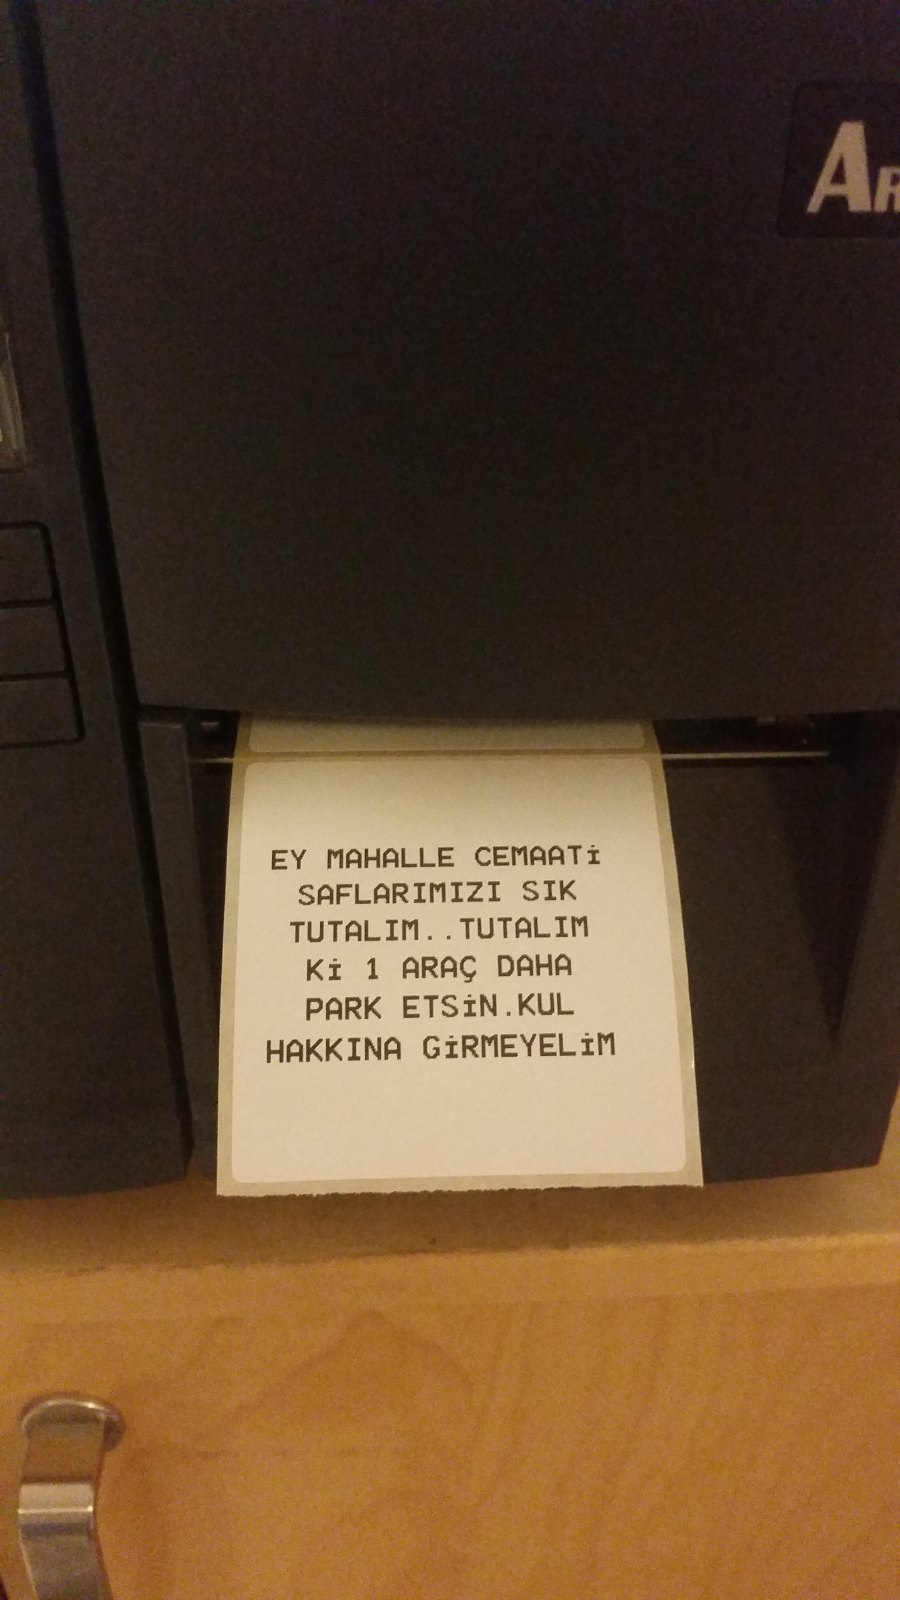 EY MAHALLE CEMAATİ
SAFLARIMIZI SIK
TUTALIM..TUTALIM
Kİ 1 ARAÇ DAHA
PARK ETSİN.KUL
HAKKINA GİRMEYELİM